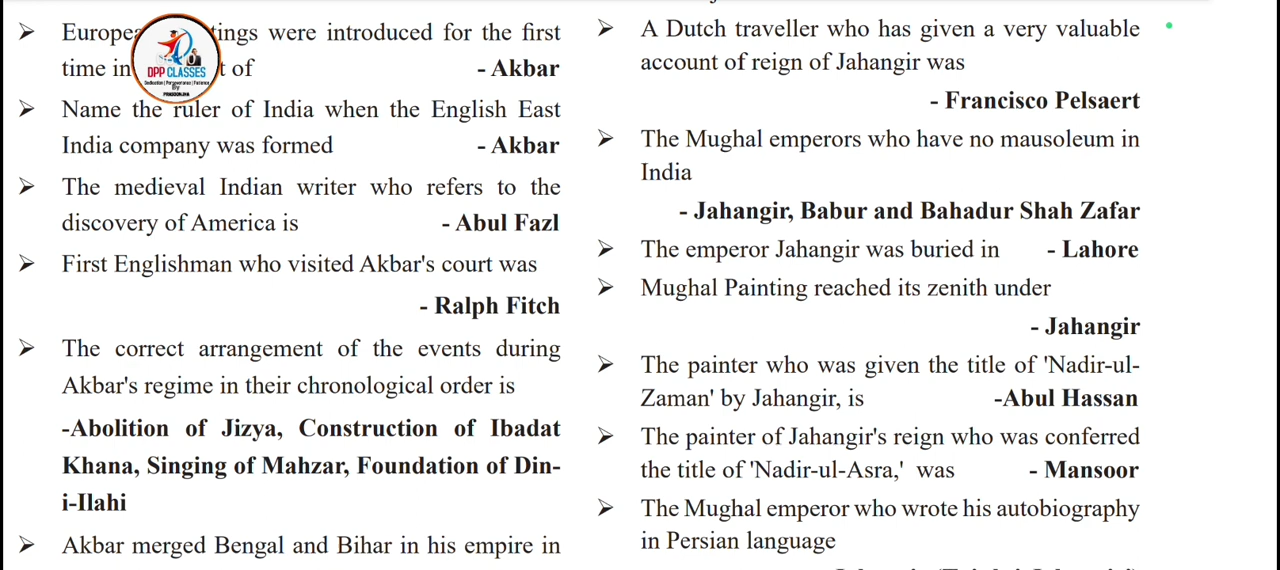 ➢ Europe tings were introduced for the first
time in t of - Akbar
➢ Name the ruler of India when the English East
India company was formed - Akbar
➢ The medieval Indian writer who refers to the
discovery of America is - Abul Fazl
➢ First Englishman who visited Akbar's court was
- Ralph Fitch
➢ The correct arrangement of the events during
Akbar's regime in their chronological order is
-Abolition of Jizya, Construction of Ibadat
Khana, Singing of Mahzar, Foundation of Din-
i-Ilahi
➢ Akbar merged Bengal and Bihar in his empire in
DPP CLASSES
By
➢ A Dutch traveller who has given a very valuable
account of reign of Jahangir was
- Francisco Pelsaert
➢ The Mughal emperors who have no mausoleum in
India
- Jahangir, Babur and Bahadur Shah Zafar
➢ The emperor Jahangir was buried in - Lahore
➢ Mughal Painting reached its zenith under
- Jahangir
➢ The painter who was given the title of 'Nadir-ul-
Zaman' by Jahangir, is -Abul Hassan
➢ The painter of Jahangir's reign who was conferred
the title of 'Nadir-ul-Asra,' was - Mansoor
➢ The Mughal emperor who wrote his autobiography
in Persian language